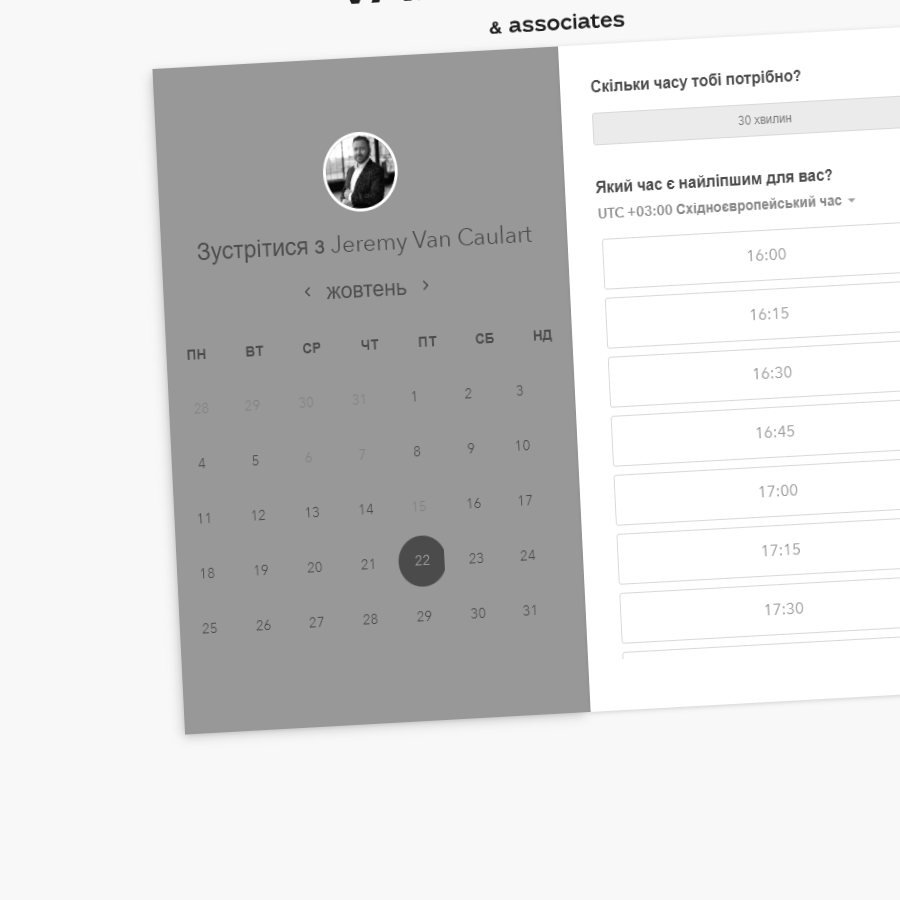 & associates
Скільки часу тобі потрібно?
30 хвилин
Який час є найліпшим для вас?
UTC +03:00 Східноєвропейський час
Зустрітися з Jeremy Van Caulart
‹ жовтень ›
ПН ВТ СР ЧТ ПТ СБ НД
28 29 30 31 1 2 3
4 5 6 7 8 9 10
11 12 13 14 15 16 17
18 19 20 21 22 23 24
25 26 27 28 29 30 31
16:00
16:15
16:30
16:45
17:00
17:15
17:30